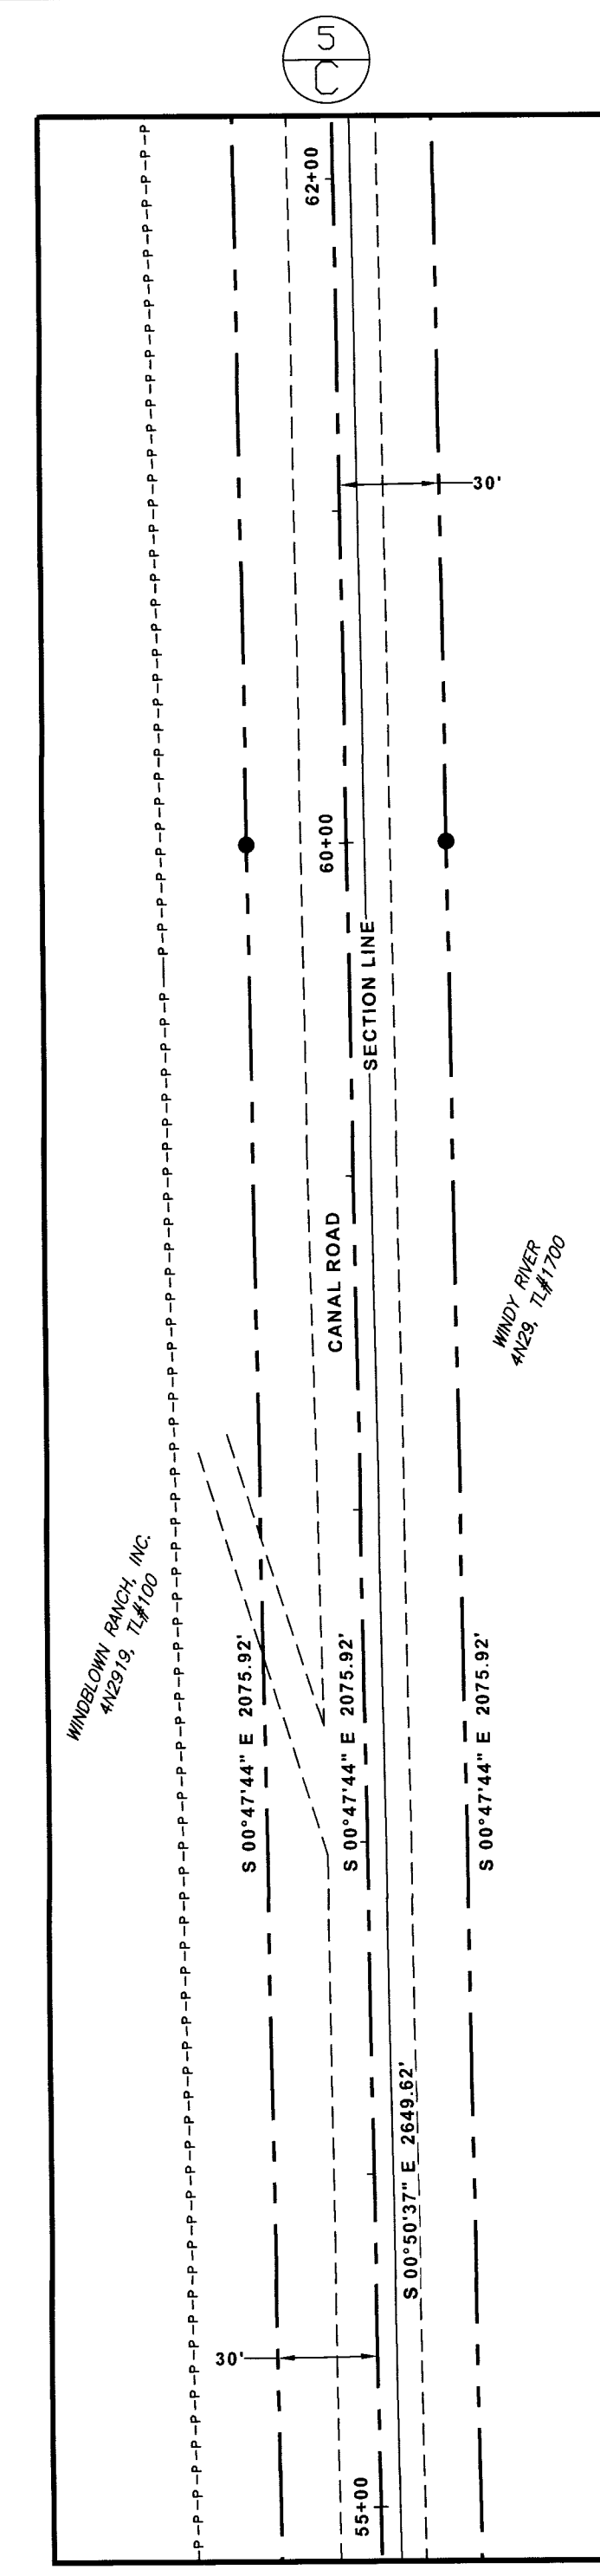 5
C
62+00
30'
60+00
SECTION LINE
CANAL ROAD
WINDY RIVER
4N29, TL#1700
WINDBLOWN RANCH, INC.
4N2919, TL#100
S 00°47'44" E 2075.92'
S 00°47'44" E 2075.92'
S 00°47'44" E 2075.92'
S 00°50'37" E 2649.62'
30'
55+00